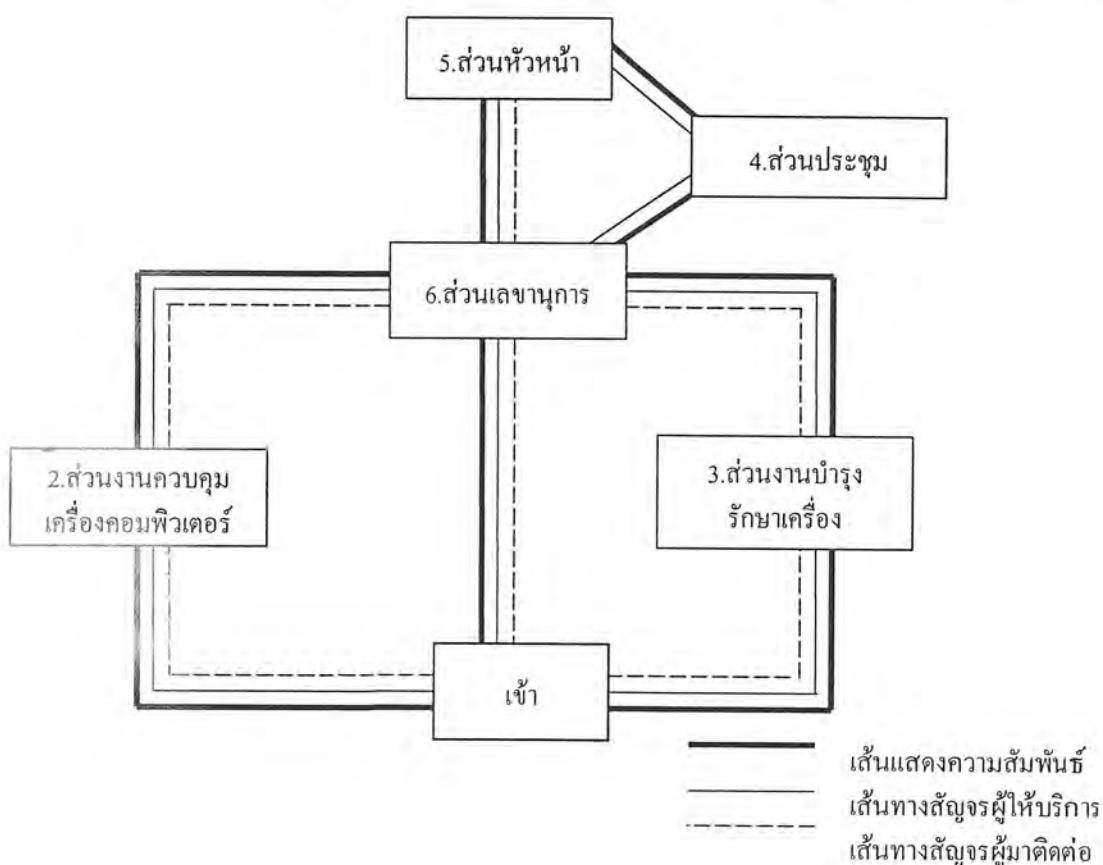 5.ส่วนหัวหน้า
4.ส่วนประชุม
6.ส่วนเลขานุการ
2.ส่วนงานควบคุม
เครื่องคอมพิวเตอร์
3.ส่วนงานบำรุง
รักษาเครื่อง
เข้า
เส้นแสดงความสัมพันธ์
เส้นทางสัญจรผู้ให้บริการ
เส้นทางสัญจรผู้มาติดต่อ